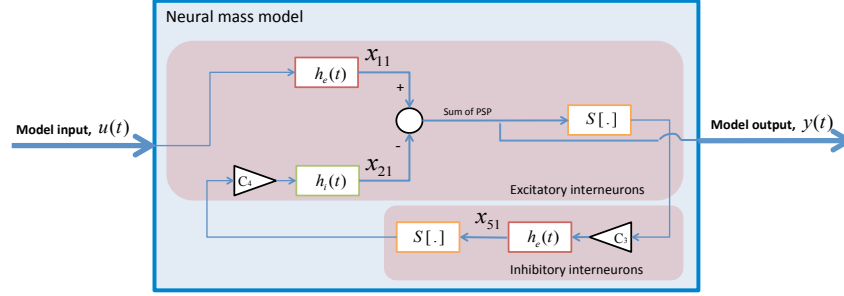 Neural mass model
x₁₁
hₑ(t)
+
Model input, u(t)
Sum of PSP
S[.]
Model output, y(t)
-
x₂₁
C₄
hᵢ(t)
Excitatory interneurons
x₅₁
S[.]
hₑ(t)
C₃
Inhibitory interneurons